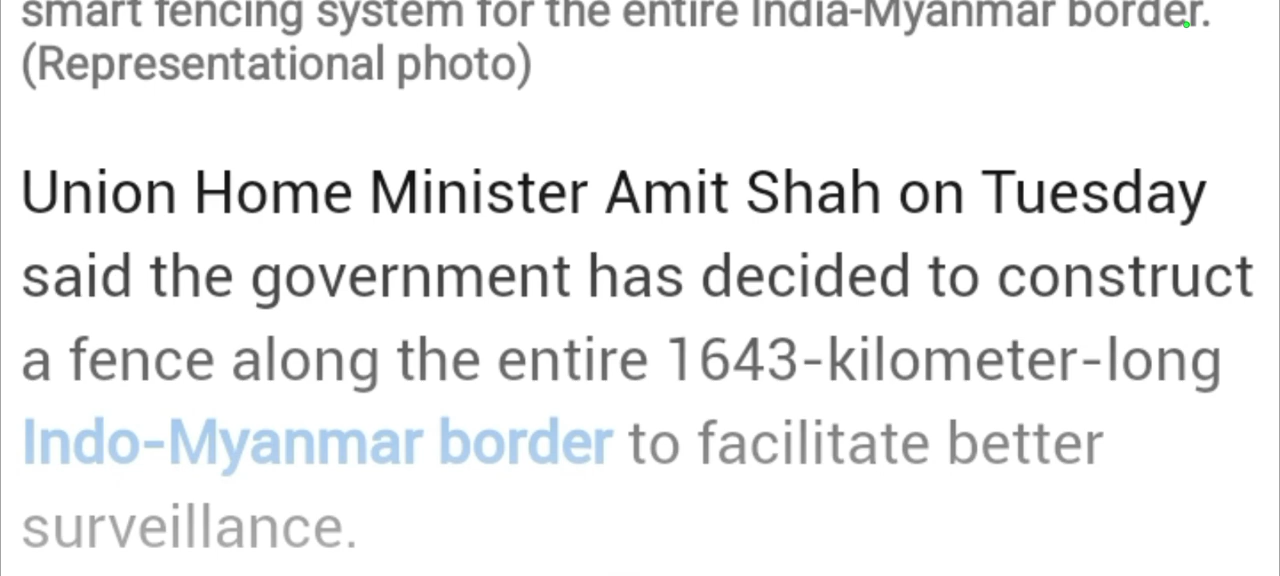 smart fencing system for the entire India-Myanmar border.
(Representational photo)
Union Home Minister Amit Shah on Tuesday
said the government has decided to construct
a fence along the entire 1643-kilometer-long
Indo-Myanmar border to facilitate better
surveillance.